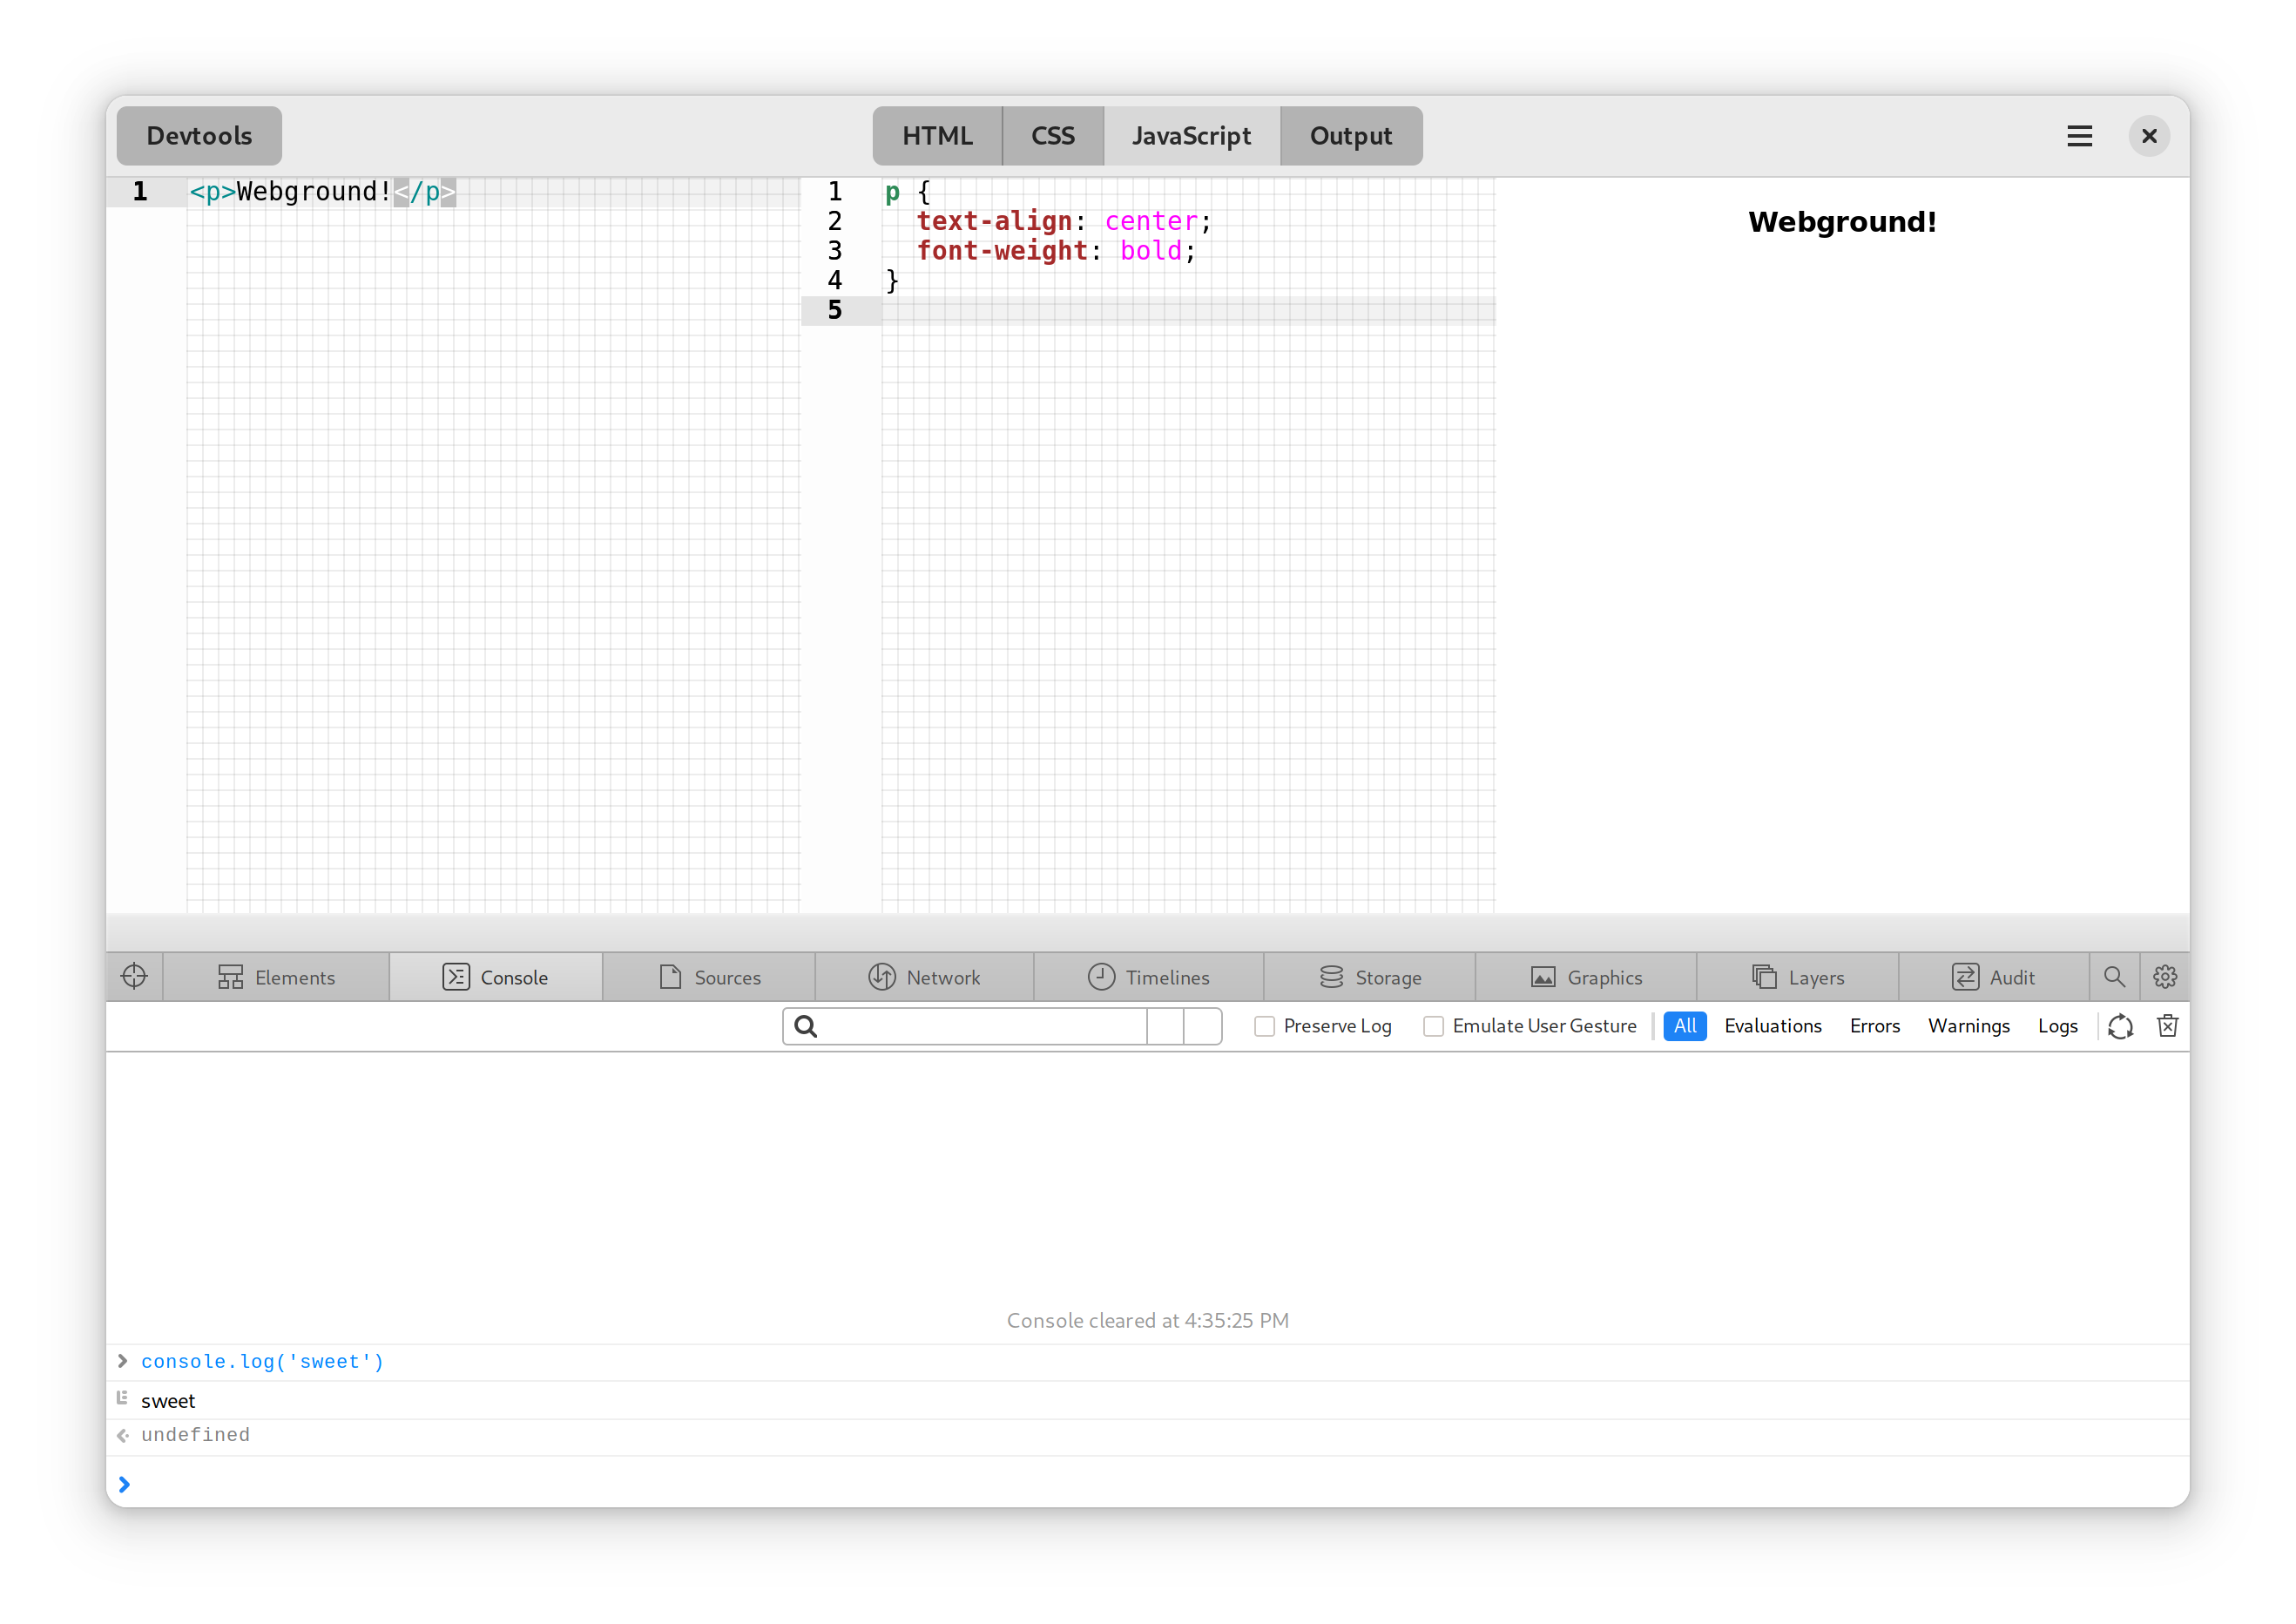 Devtools HTML CSS JavaScript Output
1 <p>Webground!</p>
1 p {
2   text-align: center;
3   font-weight: bold;
4 }
5
Webground!
Elements Console Sources Network Timelines Storage Graphics Layers Audit
Preserve Log Emulate User Gesture All Evaluations Errors Warnings Logs
Console cleared at 4:35:25 PM
console.log('sweet')
sweet
undefined